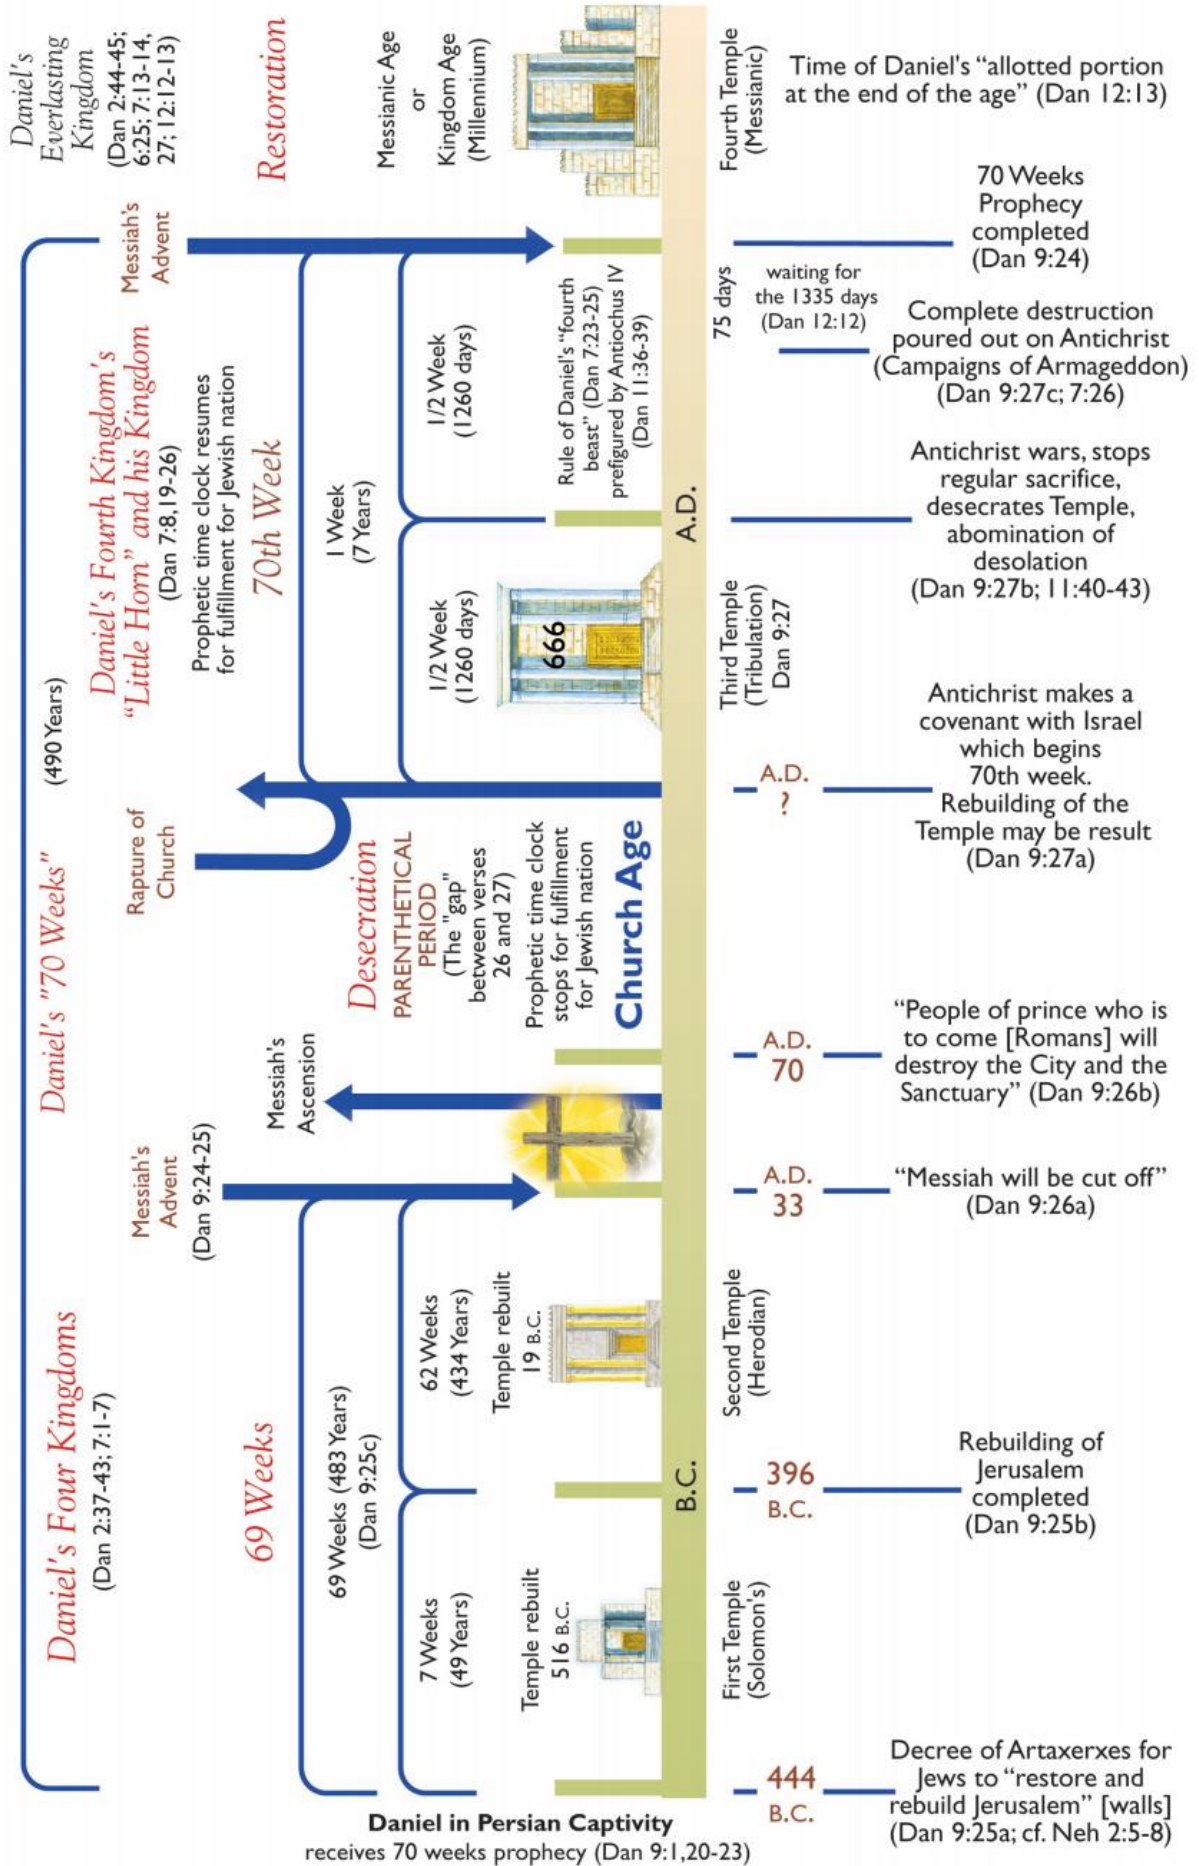 Daniel's
Everlasting
Kingdom
(Dan 2:44-45;
6:25; 7:13-14,
27; 12:12-13)
Restoration
Messianic Age
or
Kingdom Age
(Millennium)
Fourth Temple
(Messianic)
Time of Daniel's “allotted portion
at the end of the age” (Dan 12:13)
Messiah's
Advent
70 Weeks
Prophecy
completed
(Dan 9:24)
75 days
waiting for
the 1335 days
(Dan 12:12)
Complete destruction
poured out on Antichrist
(Campaigns of Armageddon)
(Dan 9:27c; 7:26)
Daniel's Fourth Kingdom's
“Little Horn” and his Kingdom
(Dan 7:8,19-26)
Prophetic time clock resumes
for fulfillment for Jewish nation
70th Week
1 Week
(7 Years)
1/2 Week
(1260 days)
Rule of Daniel's “fourth
beast” (Dan 7:23-25)
prefigured by Antiochus IV
(Dan 11:36-39)
A.D.
Antichrist wars, stops
regular sacrifice,
desecrates Temple,
abomination of
desolation
(Dan 9:27b; 11:40-43)
1/2 Week
(1260 days)
666
Third Temple
(Tribulation)
Dan 9:27
Daniel's "70 Weeks"
(490 Years)
Rapture of
Church
A.D.
?
Antichrist makes a
covenant with Israel
which begins
70th week.
Rebuilding of the
Temple may be result
(Dan 9:27a)
Desecration
PARENTHETICAL
PERIOD
(The "gap"
between verses
26 and 27)
Prophetic time clock
stops for fulfillment
for Jewish nation
Church Age
Messiah's
Ascension
A.D.
70
“People of prince who is
to come [Romans] will
destroy the City and the
Sanctuary” (Dan 9:26b)
Messiah's
Advent
(Dan 9:24-25)
A.D.
33
“Messiah will be cut off”
(Dan 9:26a)
Daniel's Four Kingdoms
(Dan 2:37-43; 7:1-7)
69 Weeks
69 Weeks (483 Years)
(Dan 9:25c)
62 Weeks
(434 Years)
Temple rebuilt
19 B.C.
Second Temple
(Herodian)
B.C.
396
B.C.
Rebuilding of
Jerusalem
completed
(Dan 9:25b)
7 Weeks
(49 Years)
Temple rebuilt
516 B.C.
First Temple
(Solomon's)
444
B.C.
Decree of Artaxerxes for
Jews to “restore and
rebuild Jerusalem” [walls]
(Dan 9:25a; cf. Neh 2:5-8)
Daniel in Persian Captivity
receives 70 weeks prophecy (Dan 9:1,20-23)